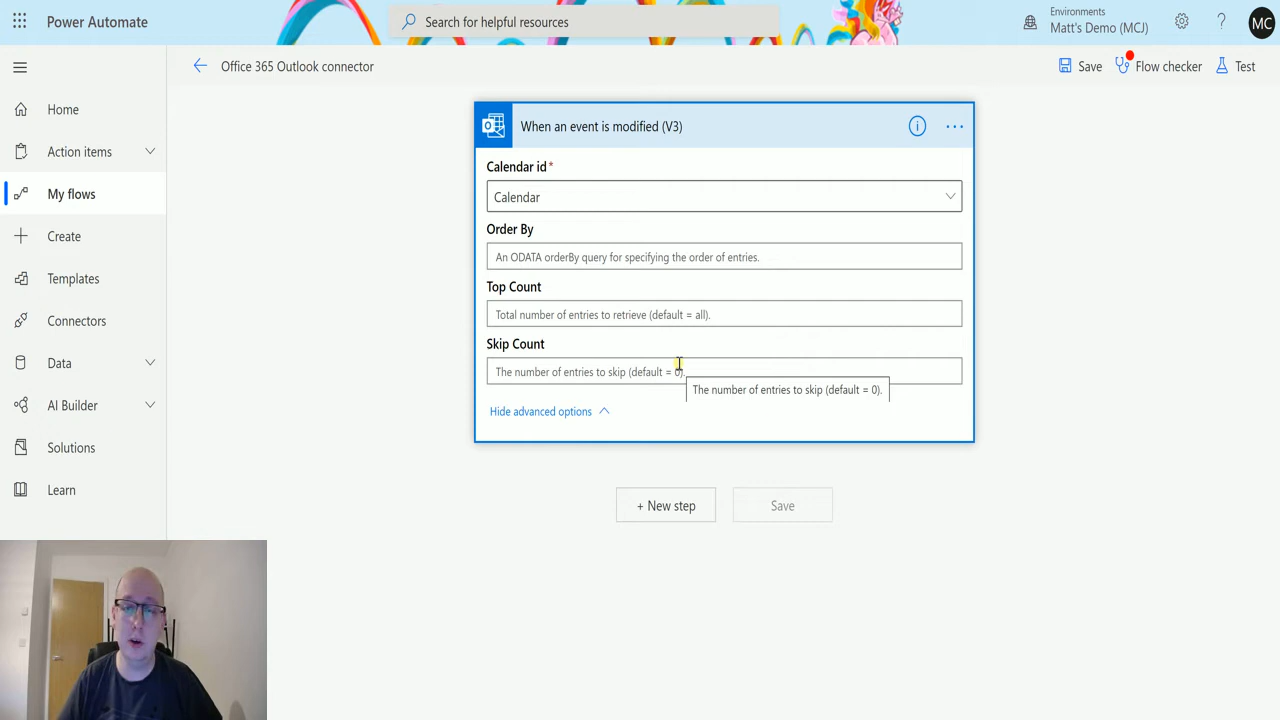 Power Automate
Search for helpful resources
Environments
Matt's Demo (MCJ)
MC
Office 365 Outlook connector
Save
Flow checker
Test
Home
Action items
My flows
Create
Templates
Connectors
Data
AI Builder
Solutions
Learn
When an event is modified (V3)
Calendar id *
Calendar
Order By
An ODATA orderBy query for specifying the order of entries.
Top Count
Total number of entries to retrieve (default = all).
Skip Count
The number of entries to skip (default = 0).
The number of entries to skip (default = 0).
Hide advanced options
+ New step
Save